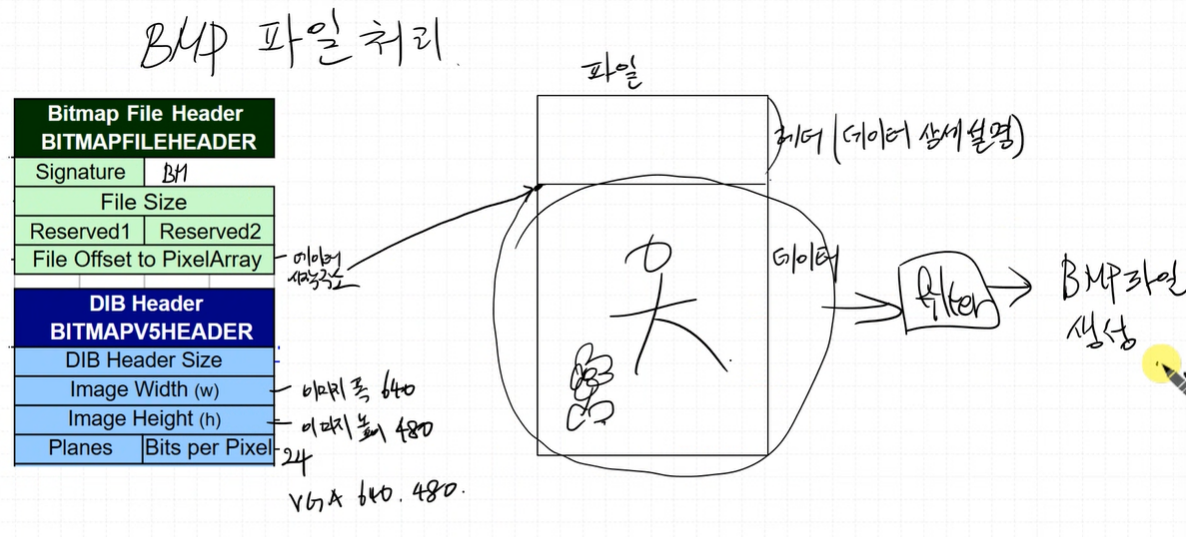 BMP 파일 처리.
Bitmap File Header
BITMAPFILEHEADER
Signature BM
File Size
Reserved1 Reserved2
File Offset to PixelArray
데이터
시작주소
DIB Header
BITMAPV5HEADER
DIB Header Size
Image Width (w)
이미지 폭 640
Image Height (h)
이미지 높이 480
Planes Bits per Pixel
24
VGA 640. 480.
파일
헤더 (데이터 상세설명)
데이터
filter
BMP파일
생성